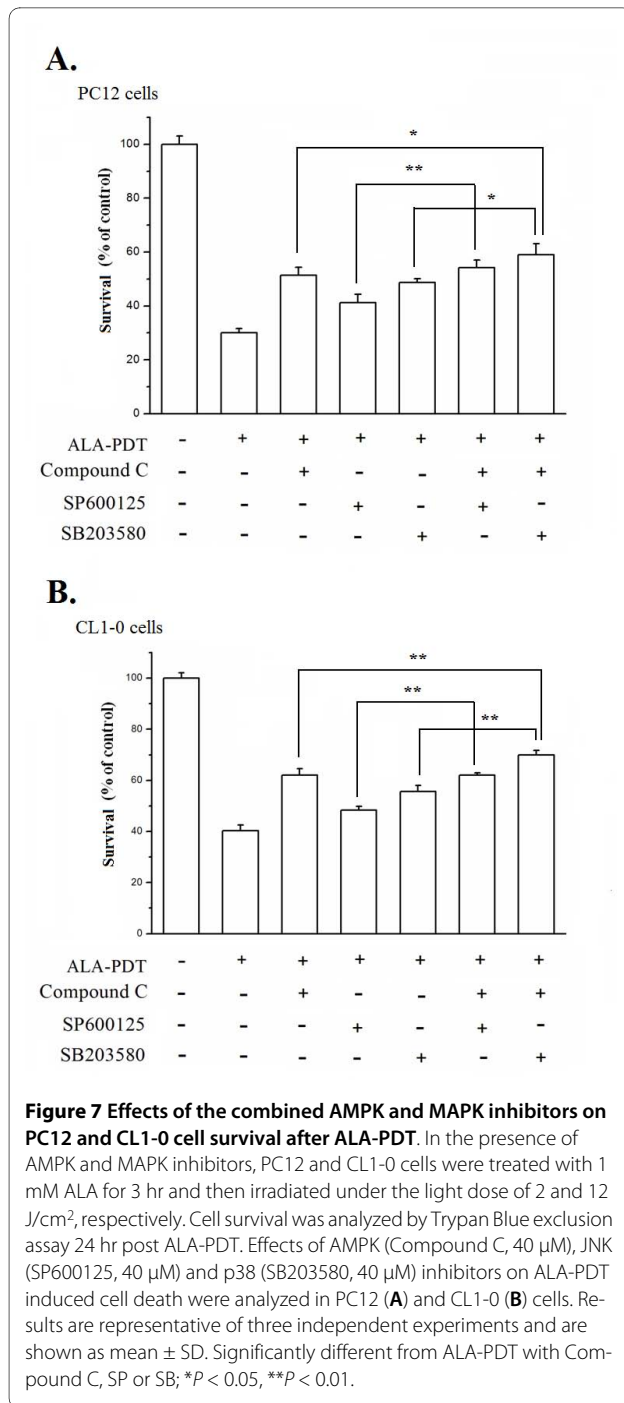 A.
PC12 cells
*
**
*
100
80
60
40
20
0
Survival (% of control)
ALA-PDT - + + + + + +
Compound C - - + - - + +
SP600125 - - - + - + -
SB203580 - - - - + - +
B.
CL1-0 cells
**
**
**
100
80
60
40
20
0
Survival (% of control)
ALA-PDT - + + + + + +
Compound C - - + - - + +
SP600125 - - - + - + -
SB203580 - - - - + - +
Figure 7 Effects of the combined AMPK and MAPK inhibitors on
PC12 and CL1-0 cell survival after ALA-PDT. In the presence of
AMPK and MAPK inhibitors, PC12 and CL1-0 cells were treated with 1
mM ALA for 3 hr and then irradiated under the light dose of 2 and 12
J/cm², respectively. Cell survival was analyzed by Trypan Blue exclusion
assay 24 hr post ALA-PDT. Effects of AMPK (Compound C, 40 μM), JNK
(SP600125, 40 μM) and p38 (SB203580, 40 μM) inhibitors on ALA-PDT
induced cell death were analyzed in PC12 (A) and CL1-0 (B) cells. Re-
sults are representative of three independent experiments and are
shown as mean ± SD. Significantly different from ALA-PDT with Com-
pound C, SP or SB; *P < 0.05, **P < 0.01.